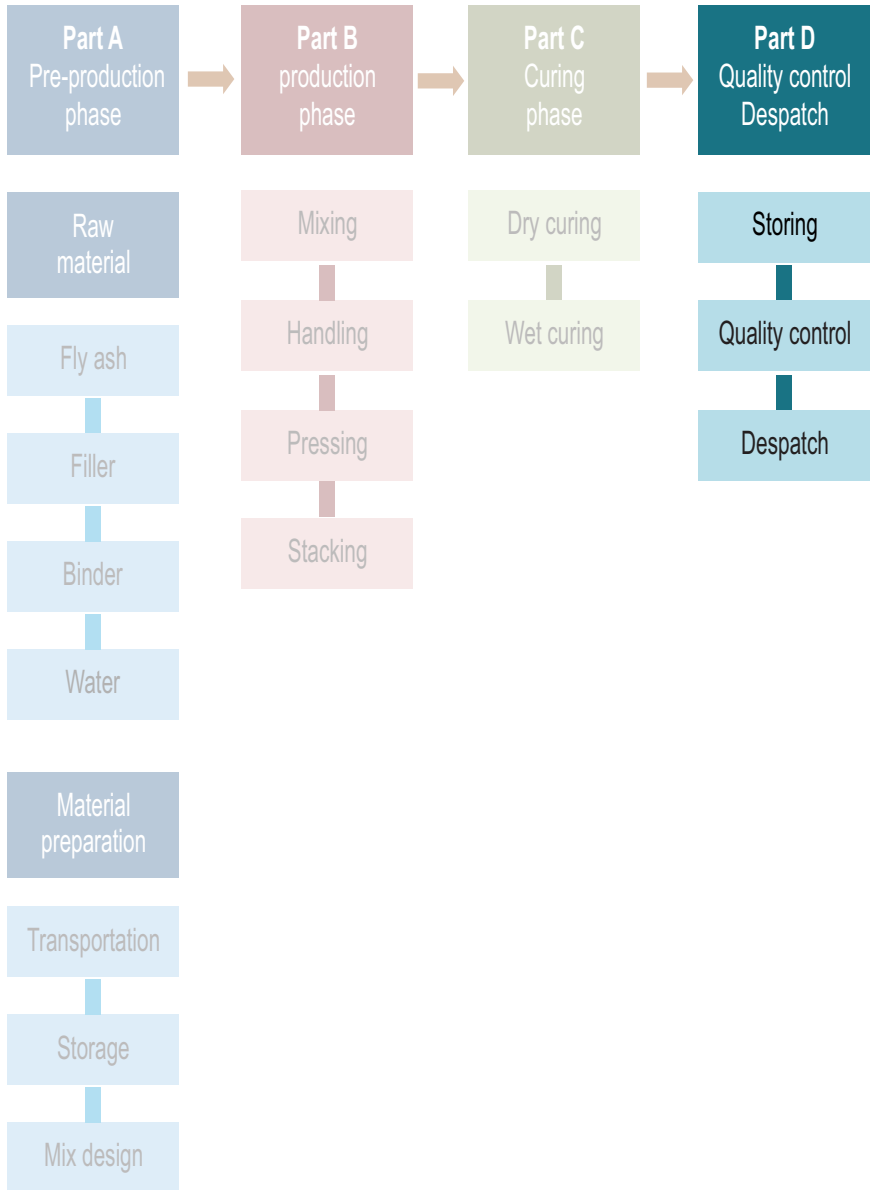 Part A
Pre-production
phase
Raw
material
Fly ash
Filler
Binder
Water
Material
preparation
Transportation
Storage
Mix design
Part B
production
phase
Mixing
Handling
Pressing
Stacking
Part C
Curing
phase
Dry curing
Wet curing
Part D
Quality control
Despatch
Storing
Quality control
Despatch